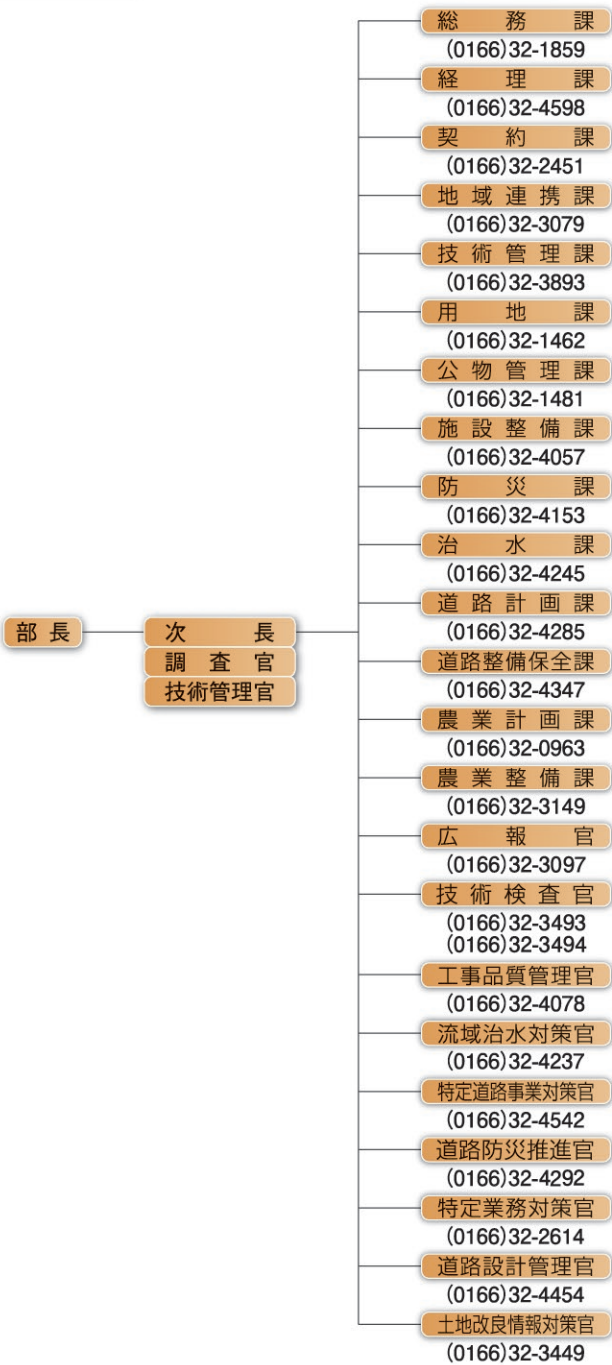 部長
次長
調査官
技術管理官
総務課
(0166)32-1859
経理課
(0166)32-4598
契約課
(0166)32-2451
地域連携課
(0166)32-3079
技術管理課
(0166)32-3893
用地課
(0166)32-1462
公物管理課
(0166)32-1481
施設整備課
(0166)32-4057
防災課
(0166)32-4153
治水課
(0166)32-4245
道路計画課
(0166)32-4285
道路整備保全課
(0166)32-4347
農業計画課
(0166)32-0963
農業整備課
(0166)32-3149
広報官
(0166)32-3097
技術検査官
(0166)32-3493
(0166)32-3494
工事品質管理官
(0166)32-4078
流域治水対策官
(0166)32-4237
特定道路事業対策官
(0166)32-4542
道路防災推進官
(0166)32-4292
特定業務対策官
(0166)32-2614
道路設計管理官
(0166)32-4454
土地改良情報対策官
(0166)32-3449